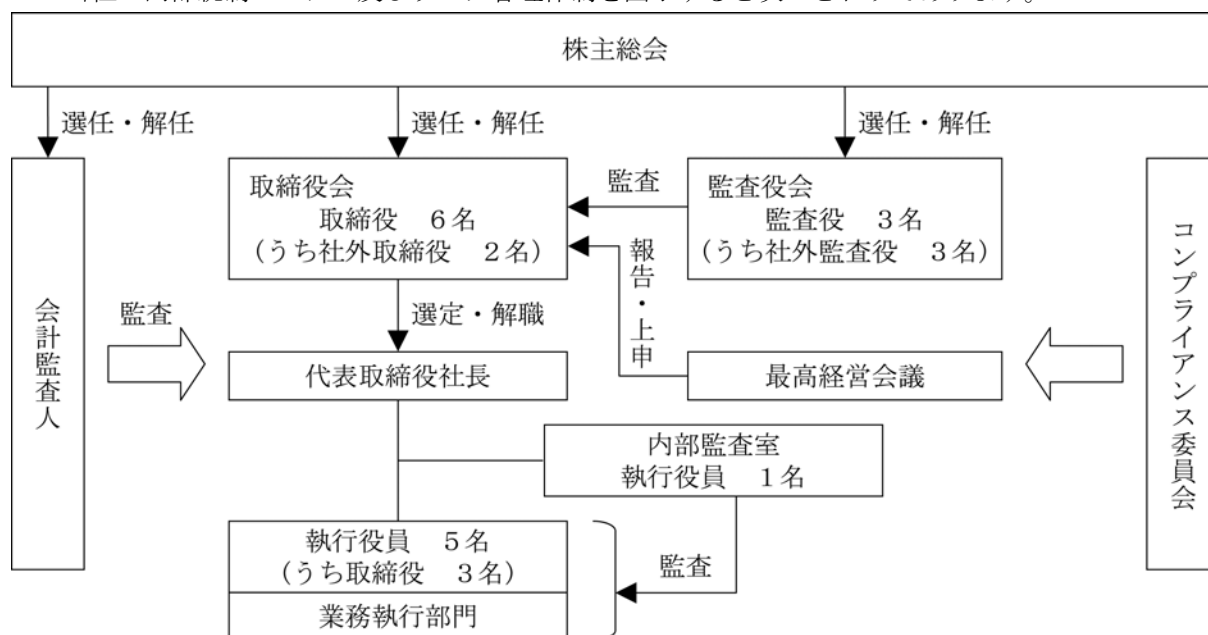 株主総会
選任・解任
選任・解任
選任・解任
取締役会
取締役　６名
（うち社外取締役　２名）
監査
監査役会
監査役　３名
（うち社外監査役　３名）
報告・上申
選定・解職
会計監査人
監査
代表取締役社長
最高経営会議
コンプライアンス委員会
内部監査室
執行役員　１名
執行役員　５名
（うち取締役　３名）
監査
業務執行部門